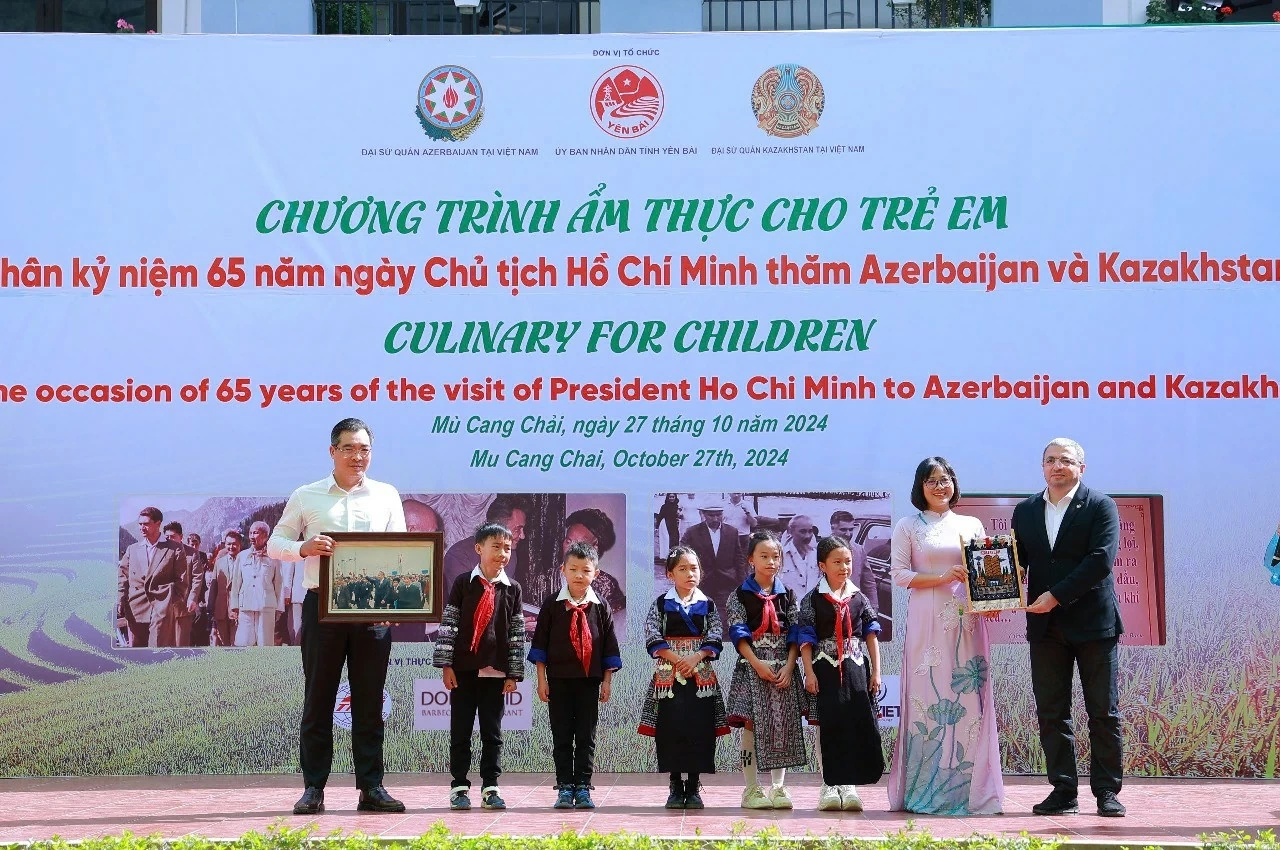 ĐƠN VỊ TỔ CHỨC
YÊN BÁI
ĐẠI SỨ QUÁN AZERBAIJAN TẠI VIỆT NAM
ỦY BAN NHÂN DÂN TỈNH YÊN BÁI
ĐẠI SỨ QUÁN KAZAKHSTAN TẠI VIỆT NAM
CHƯƠNG TRÌNH ẨM THỰC CHO TRẺ EM
hân kỷ niệm 65 năm ngày Chủ tịch Hồ Chí Minh thăm Azerbaijan và Kazakhstan
CULINARY FOR CHILDREN
he occasion of 65 years of the visit of President Ho Chi Minh to Azerbaijan and Kazakh
Mù Cang Chải, ngày 27 tháng 10 năm 2024
Mu Cang Chai, October 27th, 2024
ĐƠN VỊ THỰC